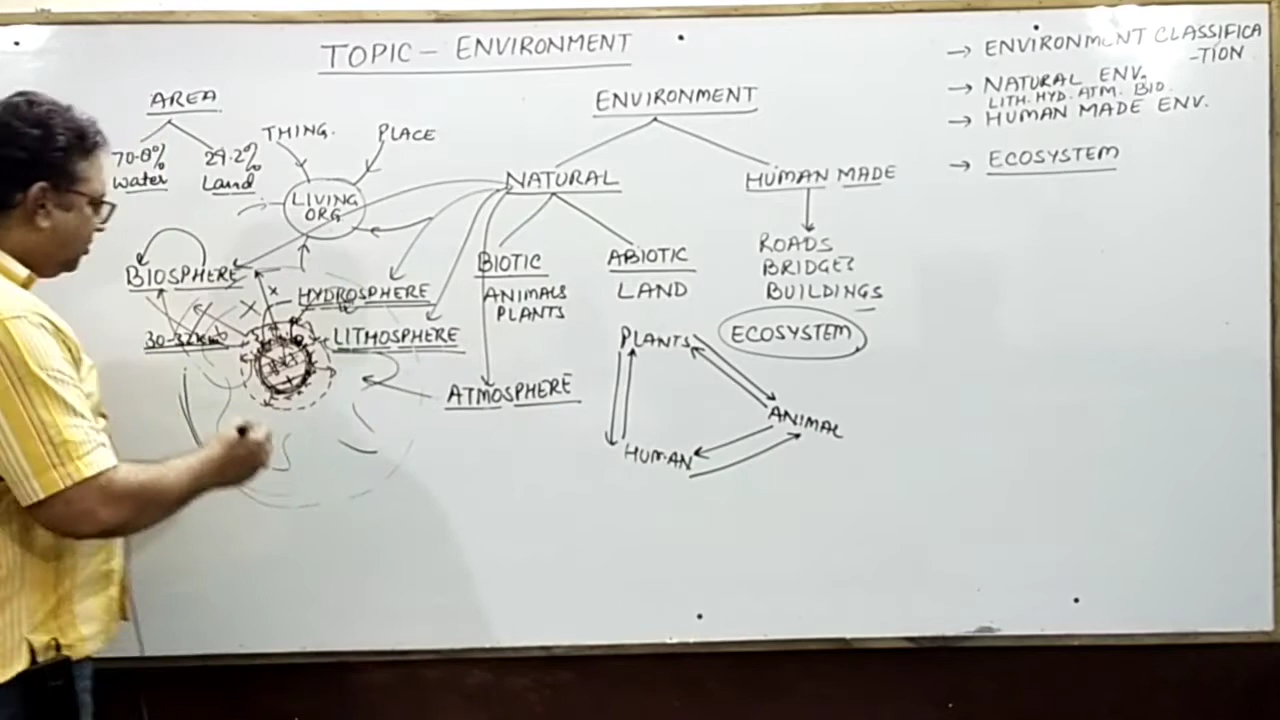 TOPIC - ENVIRONMENT
AREA
70.8%
Water
29.2%
Land
THING.
PLACE
LIVING
ORG
BIOSPHERE
HYDROSPHERE
LITHOSPHERE
ATMOSPHERE
ENVIRONMENT
NATURAL
BIOTIC
ANIMALS
PLANTS
ABIOTIC
LAND
HUMAN MADE
ROADS
BRIDGES
BUILDINGS
ECOSYSTEM
PLANTS
ANIMAL
HUMAN
→ ENVIRONMENT CLASSIFICA
-TION
→ NATURAL ENV.
LITH. HYD. ATM. BIO.
→ HUMAN MADE ENV.
→ ECOSYSTEM